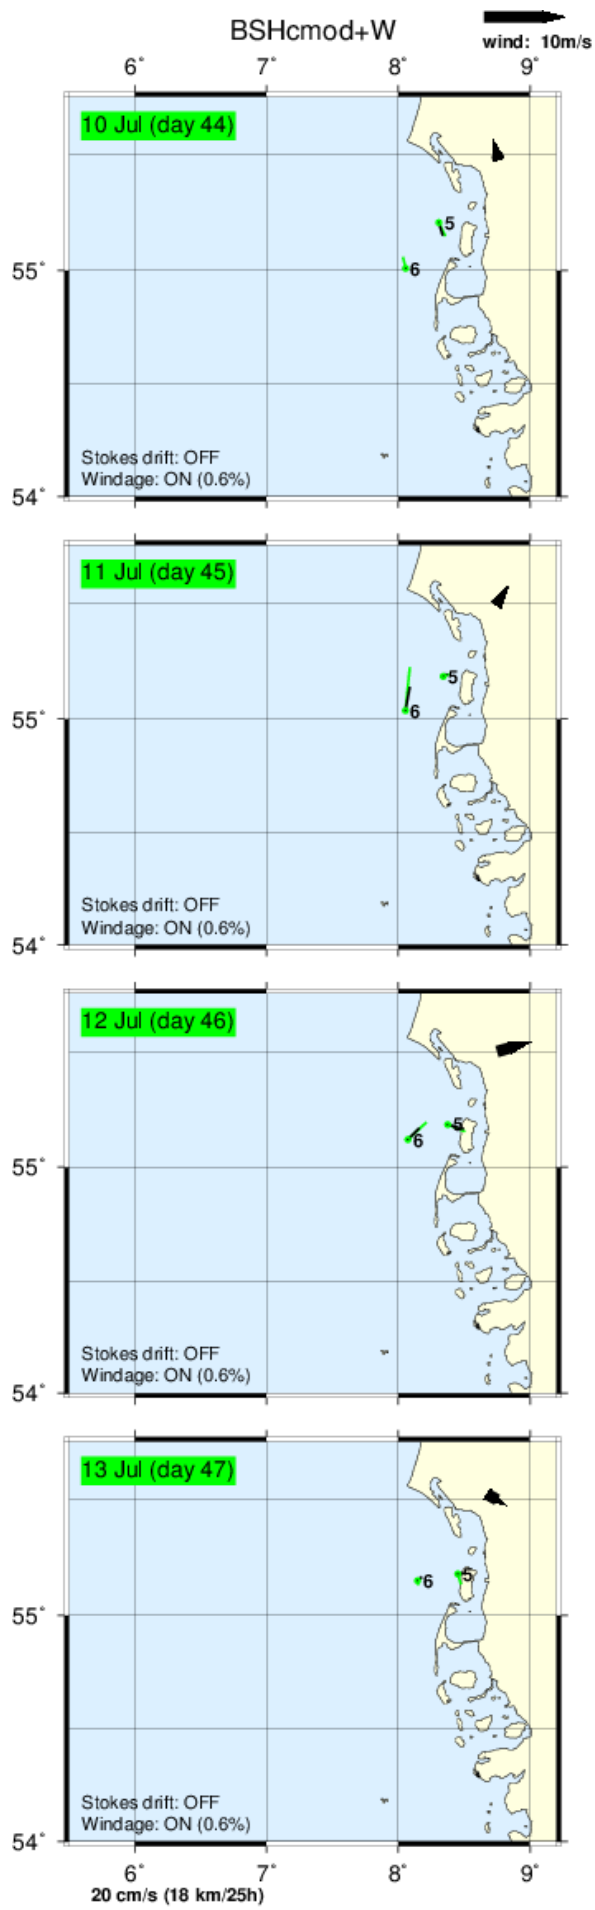 BSHcmod+W
wind: 10m/s
6° 7° 8° 9°
10 Jul (day 44)
5
55°
6
Stokes drift: OFF
Windage: ON (0.6%)
54°
11 Jul (day 45)
5
6
55°
Stokes drift: OFF
Windage: ON (0.6%)
54°
12 Jul (day 46)
5
6
55°
Stokes drift: OFF
Windage: ON (0.6%)
54°
13 Jul (day 47)
5
6
55°
Stokes drift: OFF
Windage: ON (0.6%)
54°
6° 7° 8° 9°
20 cm/s (18 km/25h)